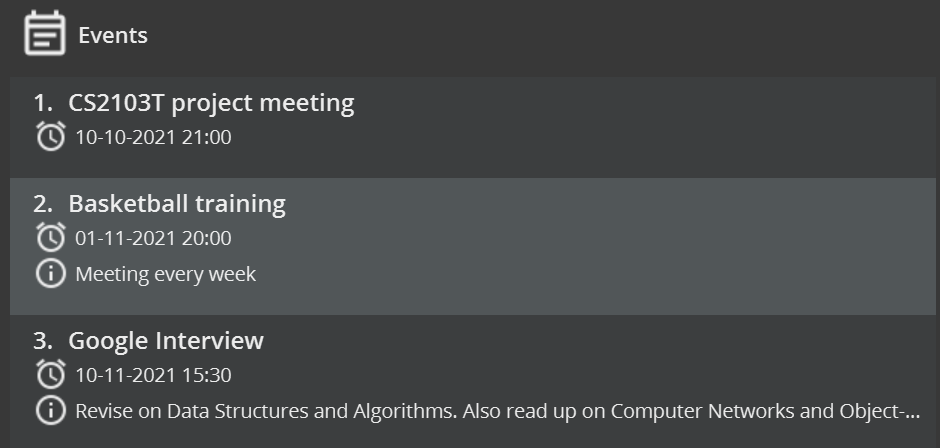 Events
1. CS2103T project meeting
10-10-2021 21:00
2. Basketball training
01-11-2021 20:00
Meeting every week
3. Google Interview
10-11-2021 15:30
Revise on Data Structures and Algorithms. Also read up on Computer Networks and Object-...